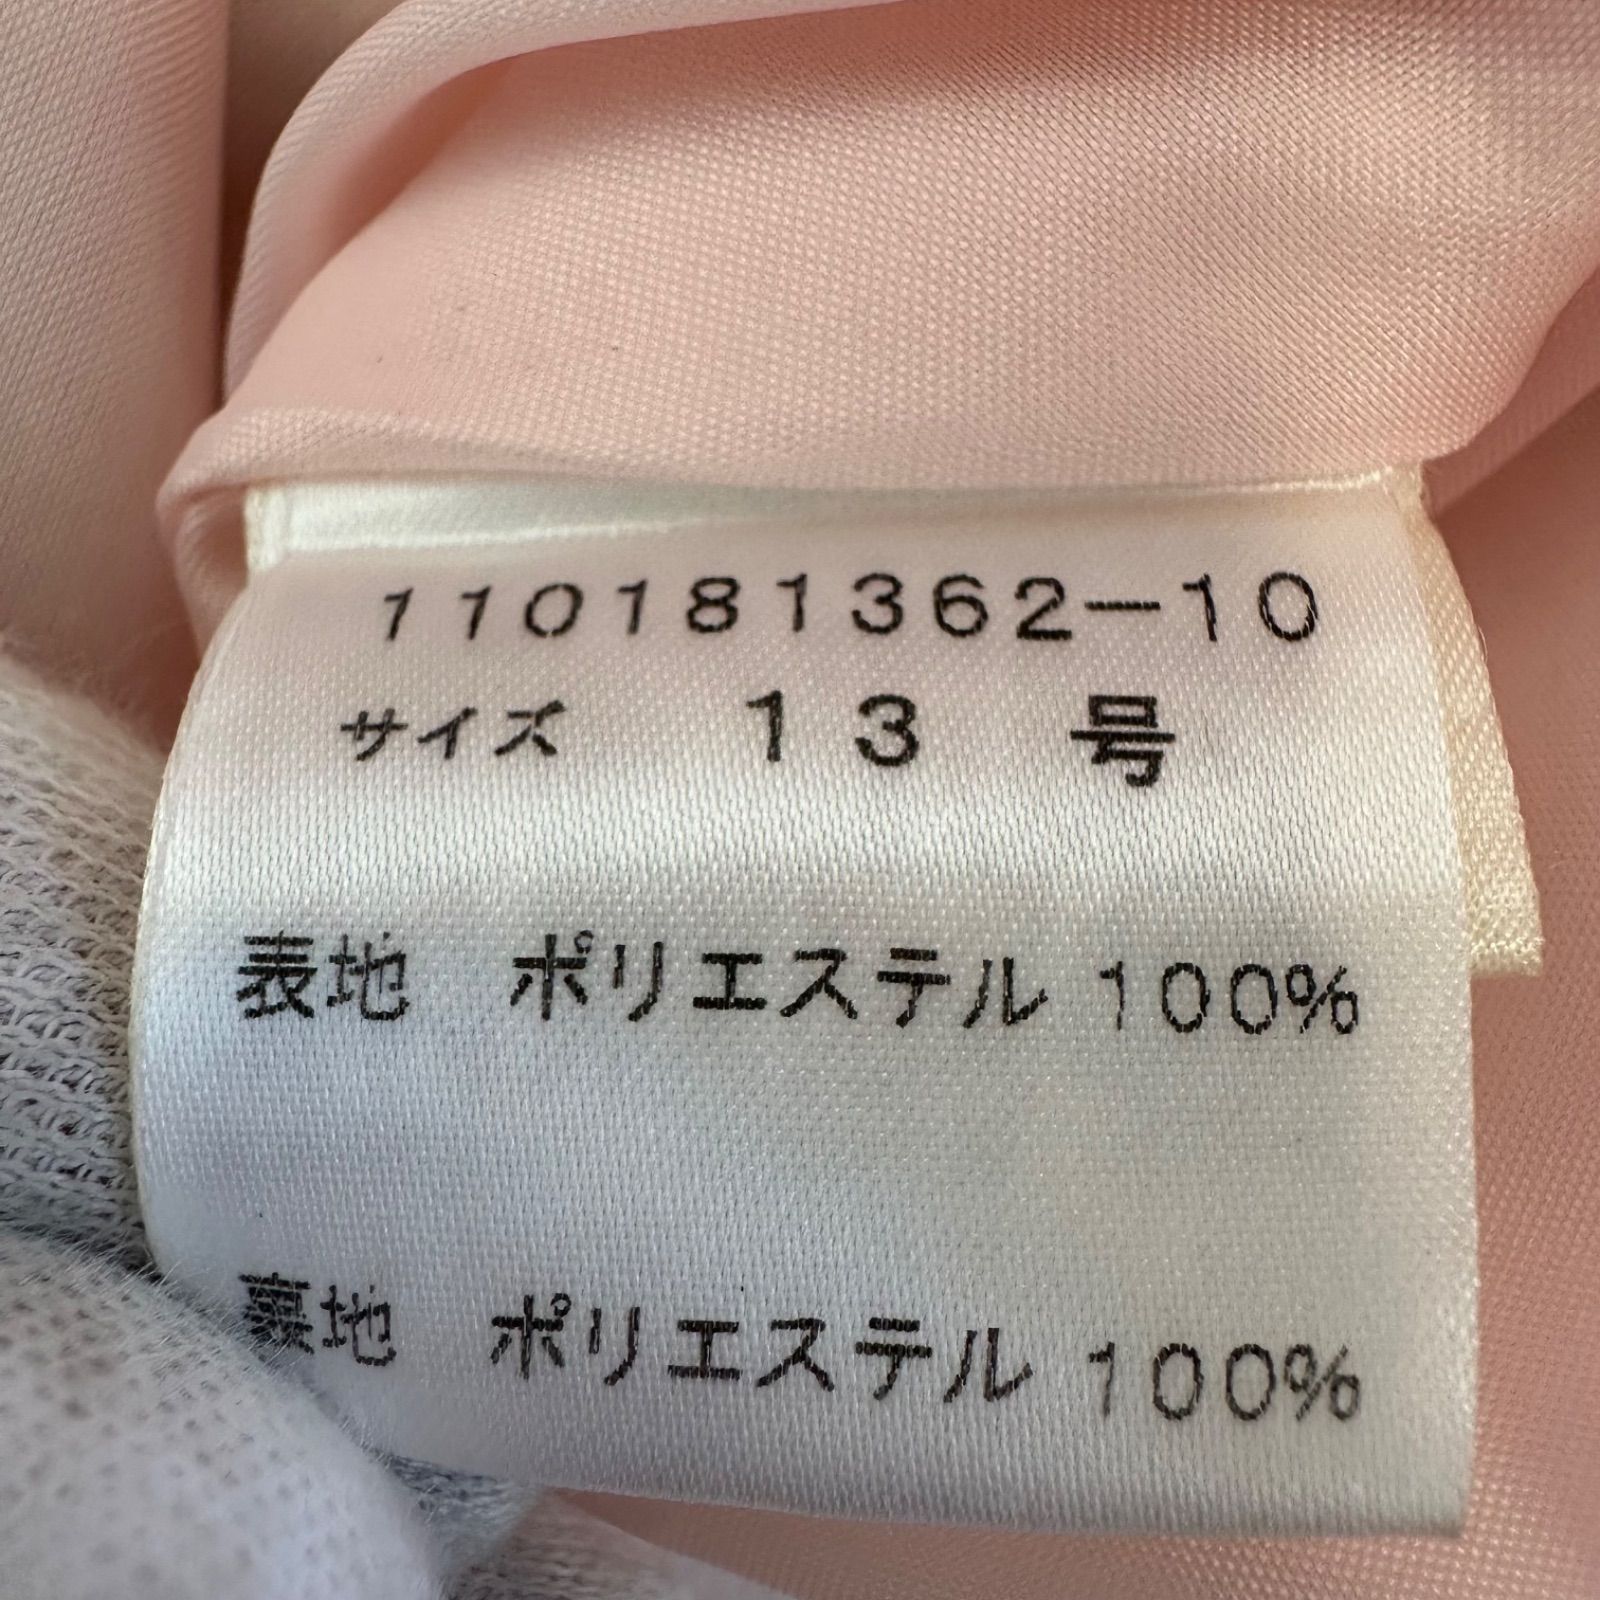 110181362-10
サイズ 13 号
表地 ポリエステル 100%
裏地 ポリエステル 100%